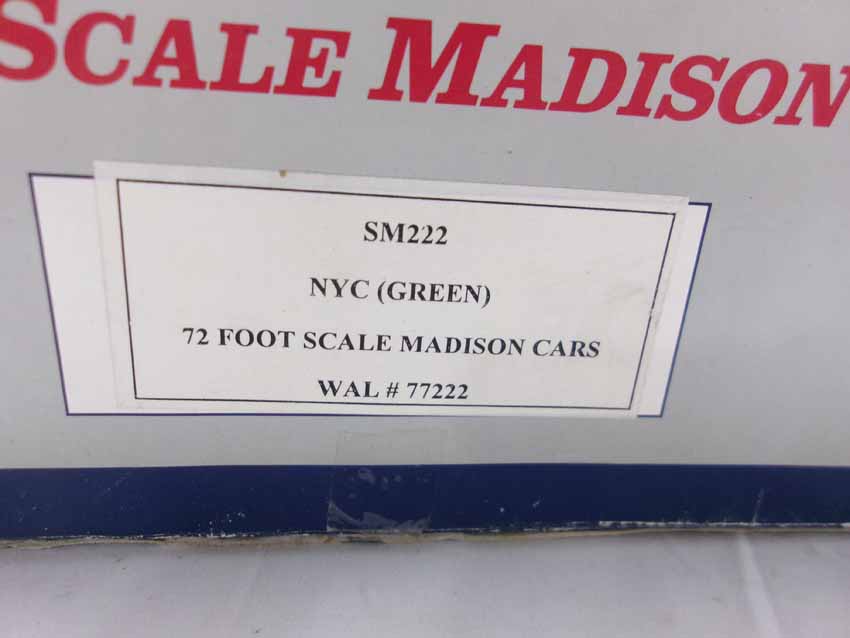 SCALE MADISON
SM222
NYC (GREEN)
72 FOOT SCALE MADISON CARS
WAL # 77222